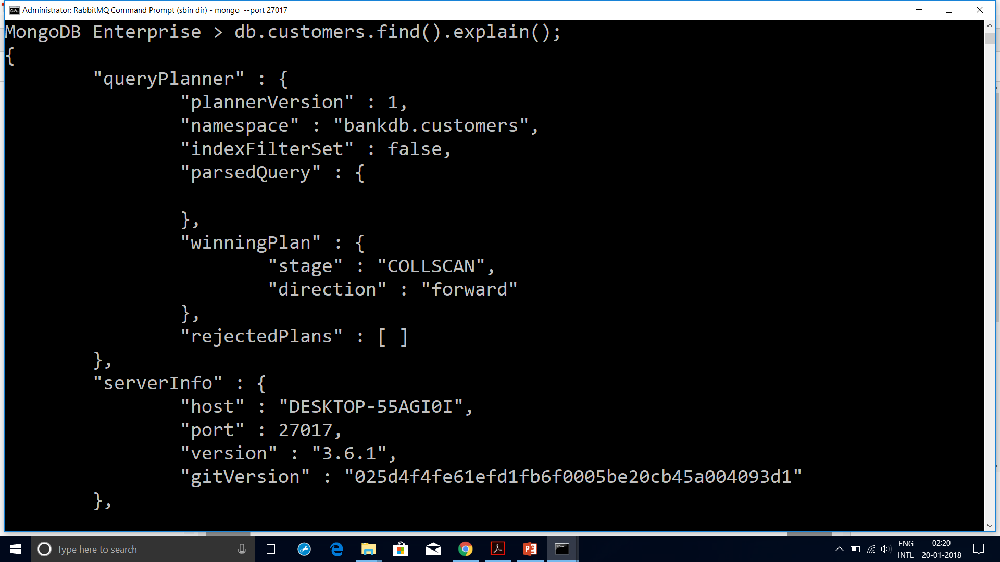 Administrator: RabbitMQ Command Prompt (sbin dir) - mongo  --port 27017
MongoDB Enterprise > db.customers.find().explain();
{
        "queryPlanner" : {
                "plannerVersion" : 1,
                "namespace" : "bankdb.customers",
                "indexFilterSet" : false,
                "parsedQuery" : {

                },
                "winningPlan" : {
                        "stage" : "COLLSCAN",
                        "direction" : "forward"
                },
                "rejectedPlans" : [ ]
        },
        "serverInfo" : {
                "host" : "DESKTOP-55AGI0I",
                "port" : 27017,
                "version" : "3.6.1",
                "gitVersion" : "025d4f4fe61efd1fb6f0005be20cb45a004093d1"
        },
Type here to search
ENG
INTL
02:20
20-01-2018